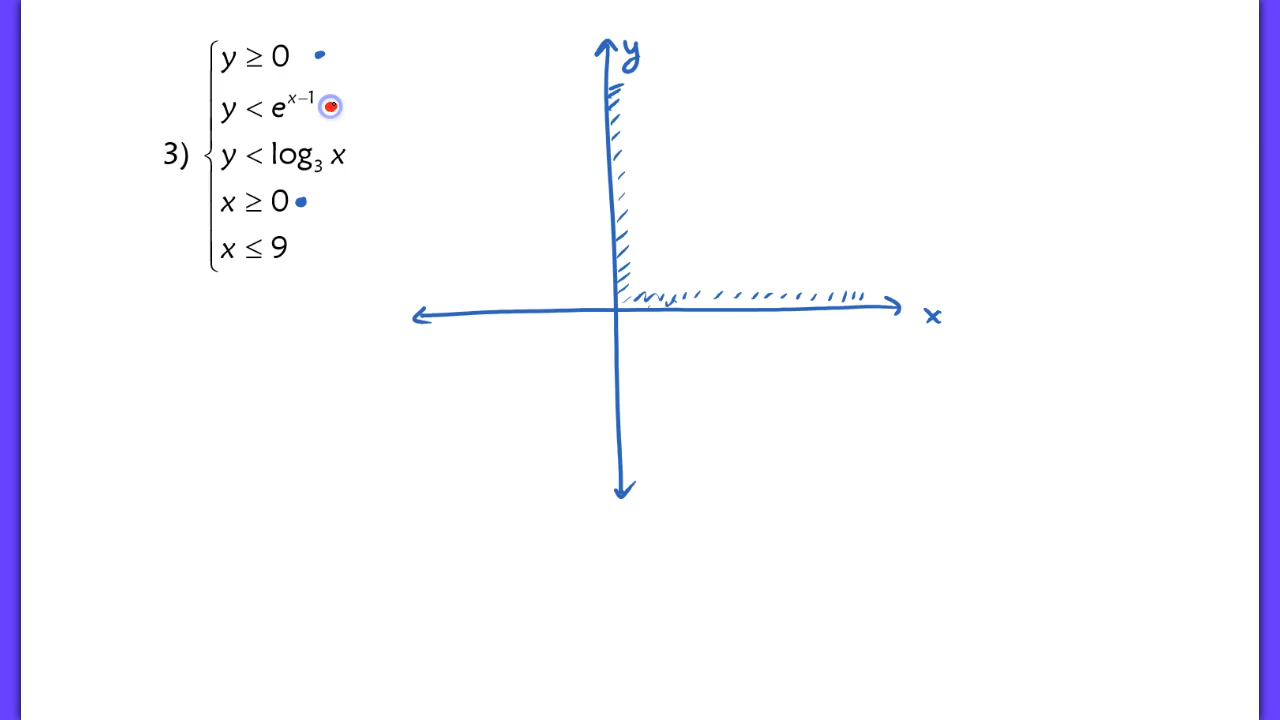 3)
y ≥ 0
y < e^{x–1}
y < log₃ x
x ≥ 0
x ≤ 9
y
x